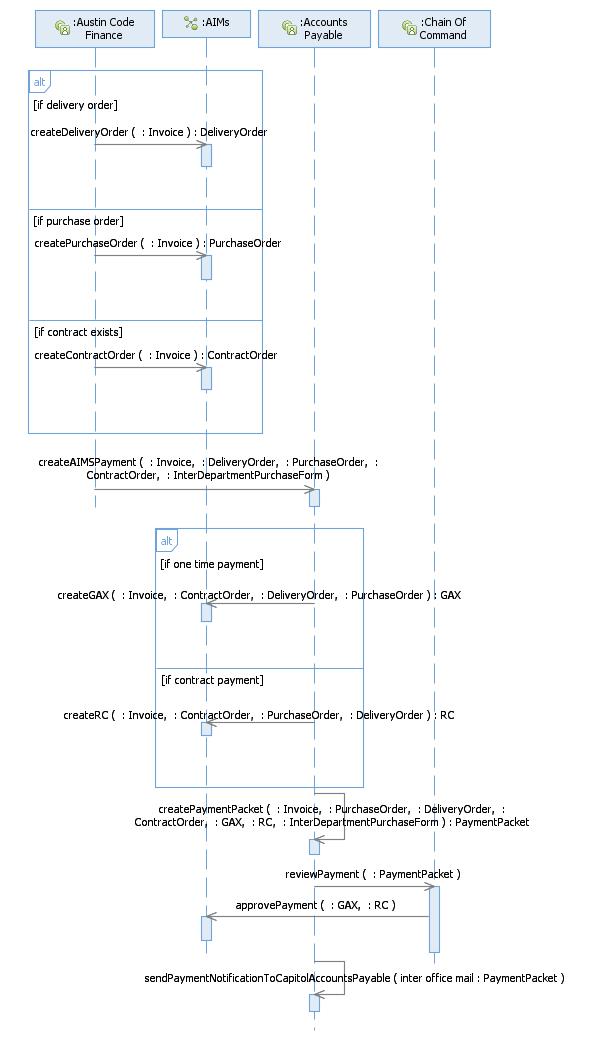 :Austin Code
Finance
:AIMs
:Accounts
Payable
:Chain Of
Command
alt
[if delivery order]
createDeliveryOrder (  : Invoice ) : DeliveryOrder
[if purchase order]
createPurchaseOrder (  : Invoice ) : PurchaseOrder
[if contract exists]
createContractOrder (  : Invoice ) : ContractOrder
createAIMSPayment (  : Invoice,  : DeliveryOrder,  : PurchaseOrder,  :
ContractOrder,  : InterDepartmentPurchaseForm )
alt
[if one time payment]
createGAX (  : Invoice,  : ContractOrder,  : DeliveryOrder,  : PurchaseOrder ) : GAX
[if contract payment]
createRC (  : Invoice,  : ContractOrder,  : PurchaseOrder,  : DeliveryOrder ) : RC
createPaymentPacket (  : Invoice,  : PurchaseOrder,  : DeliveryOrder,  :
ContractOrder,  : GAX,  : RC,  : InterDepartmentPurchaseForm ) : PaymentPacket
reviewPayment (  : PaymentPacket )
approvePayment (  : GAX,  : RC )
sendPaymentNotificationToCapitolAccountsPayable ( inter office mail : PaymentPacket )